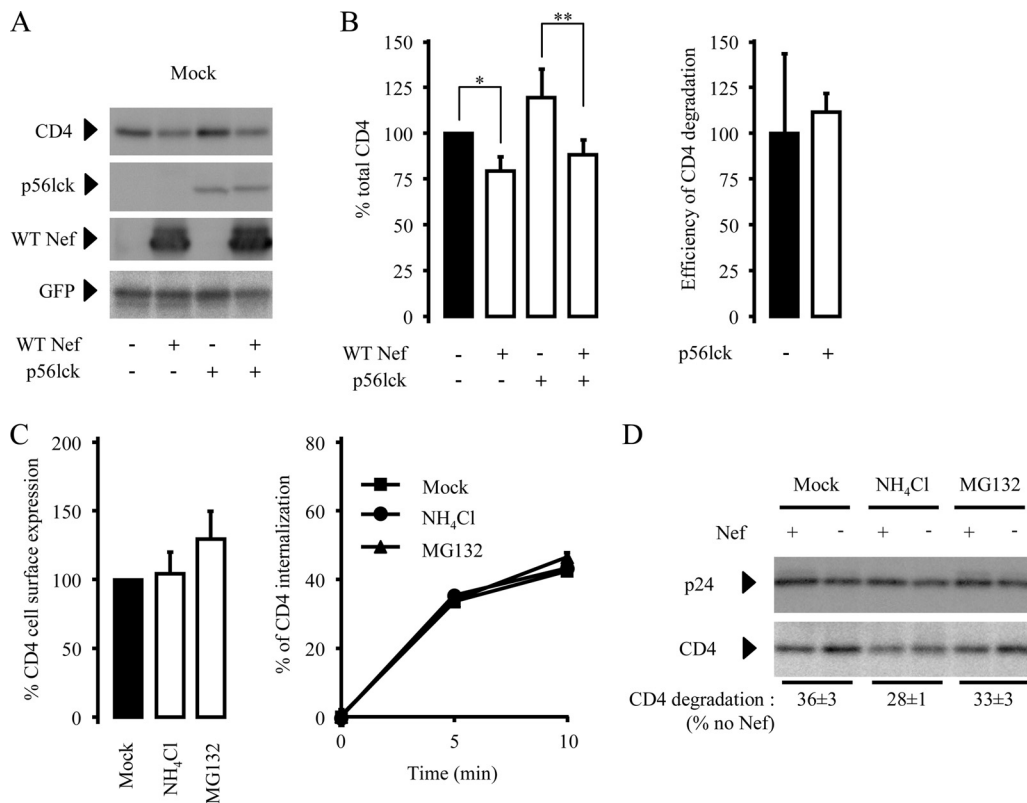 A
Mock
CD4
p56lck
WT Nef
GFP
WT Nef - + - +
p56lck - - + +
B
* **
% total CD4
150
125
100
75
50
25
0
WT Nef - + - +
p56lck - - + +
Efficiency of CD4 degradation
150
125
100
75
50
25
0
p56lck - +
C
% CD4 cell surface expression
200
150
100
50
0
Mock
NH₄Cl
MG132
% of CD4 internalization
80
60
40
20
0
Mock
NH₄Cl
MG132
0 5 10
Time (min)
D
Mock NH₄Cl MG132
Nef + - + - + -
p24
CD4
CD4 degradation : 36±3 28±1 33±3
(% no Nef)